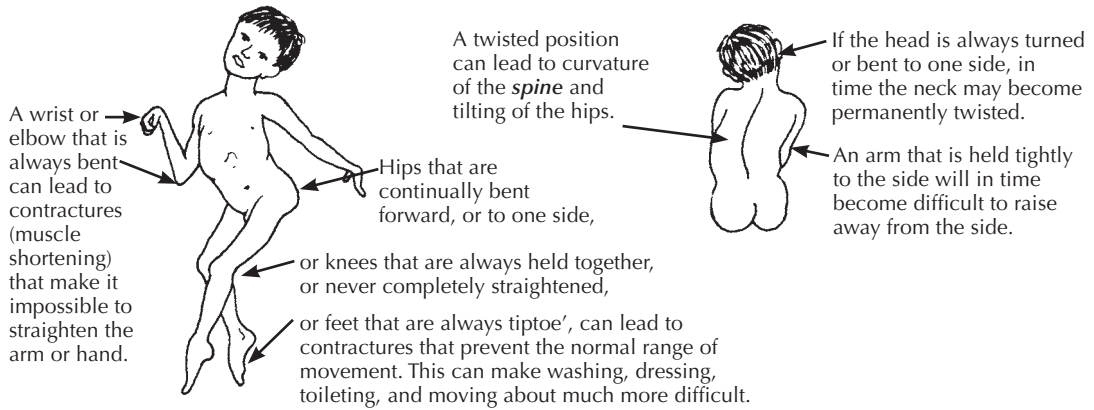 A wrist or
elbow that is
always bent
can lead to
contractures
(muscle
shortening)
that make it
impossible to
straighten the
arm or hand.
Hips that are
continually bent
forward, or to one side,
or knees that are always held together,
or never completely straightened,
or feet that are always tiptoe’, can lead to
contractures that prevent the normal range of
movement. This can make washing, dressing,
toileting, and moving about much more difficult.
A twisted position
can lead to curvature
of the spine and
tilting of the hips.
If the head is always turned
or bent to one side, in
time the neck may become
permanently twisted.
An arm that is held tightly
to the side will in time
become difficult to raise
away from the side.